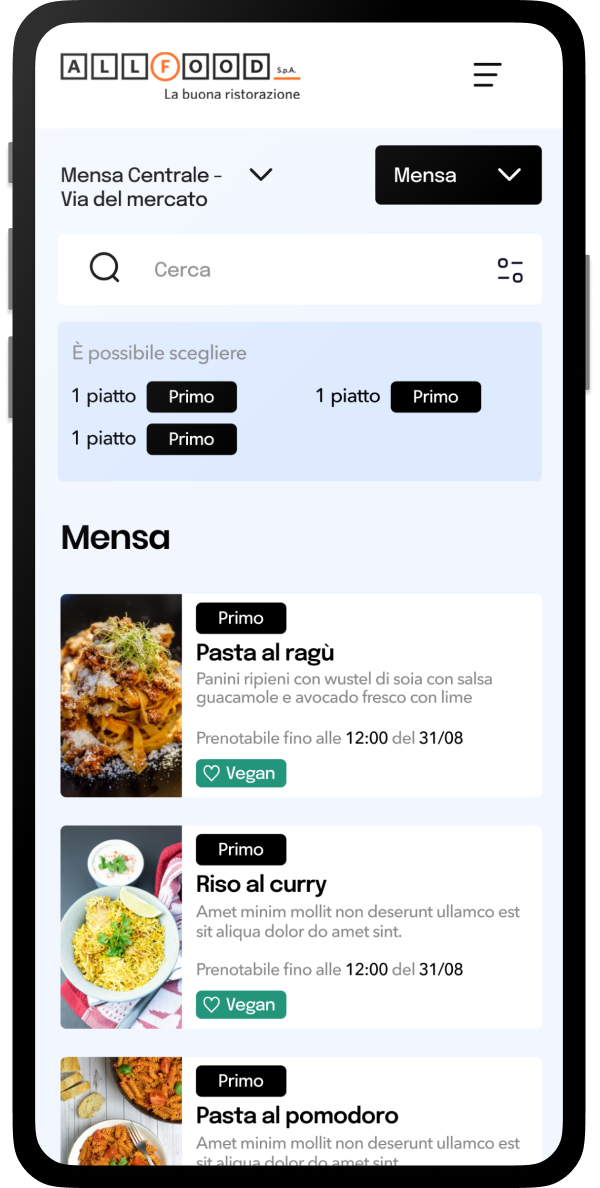 ALLFOOD S.p.A.
La buona ristorazione
Mensa Centrale -
Via del mercato
Mensa
Cerca
È possibile scegliere
1 piatto Primo
1 piatto Primo
1 piatto Primo
Mensa
Primo
Pasta al ragù
Panini ripieni con wustel di soia con salsa
guacamole e avocado fresco con lime
Prenotabile fino alle 12:00 del 31/08
Vegan
Primo
Riso al curry
Amet minim mollit non deserunt ullamco est
sit aliqua dolor do amet sint.
Prenotabile fino alle 12:00 del 31/08
Vegan
Primo
Pasta al pomodoro
Amet minim mollit non deserunt ullamco est
sit aliqua dolor do amet sint.